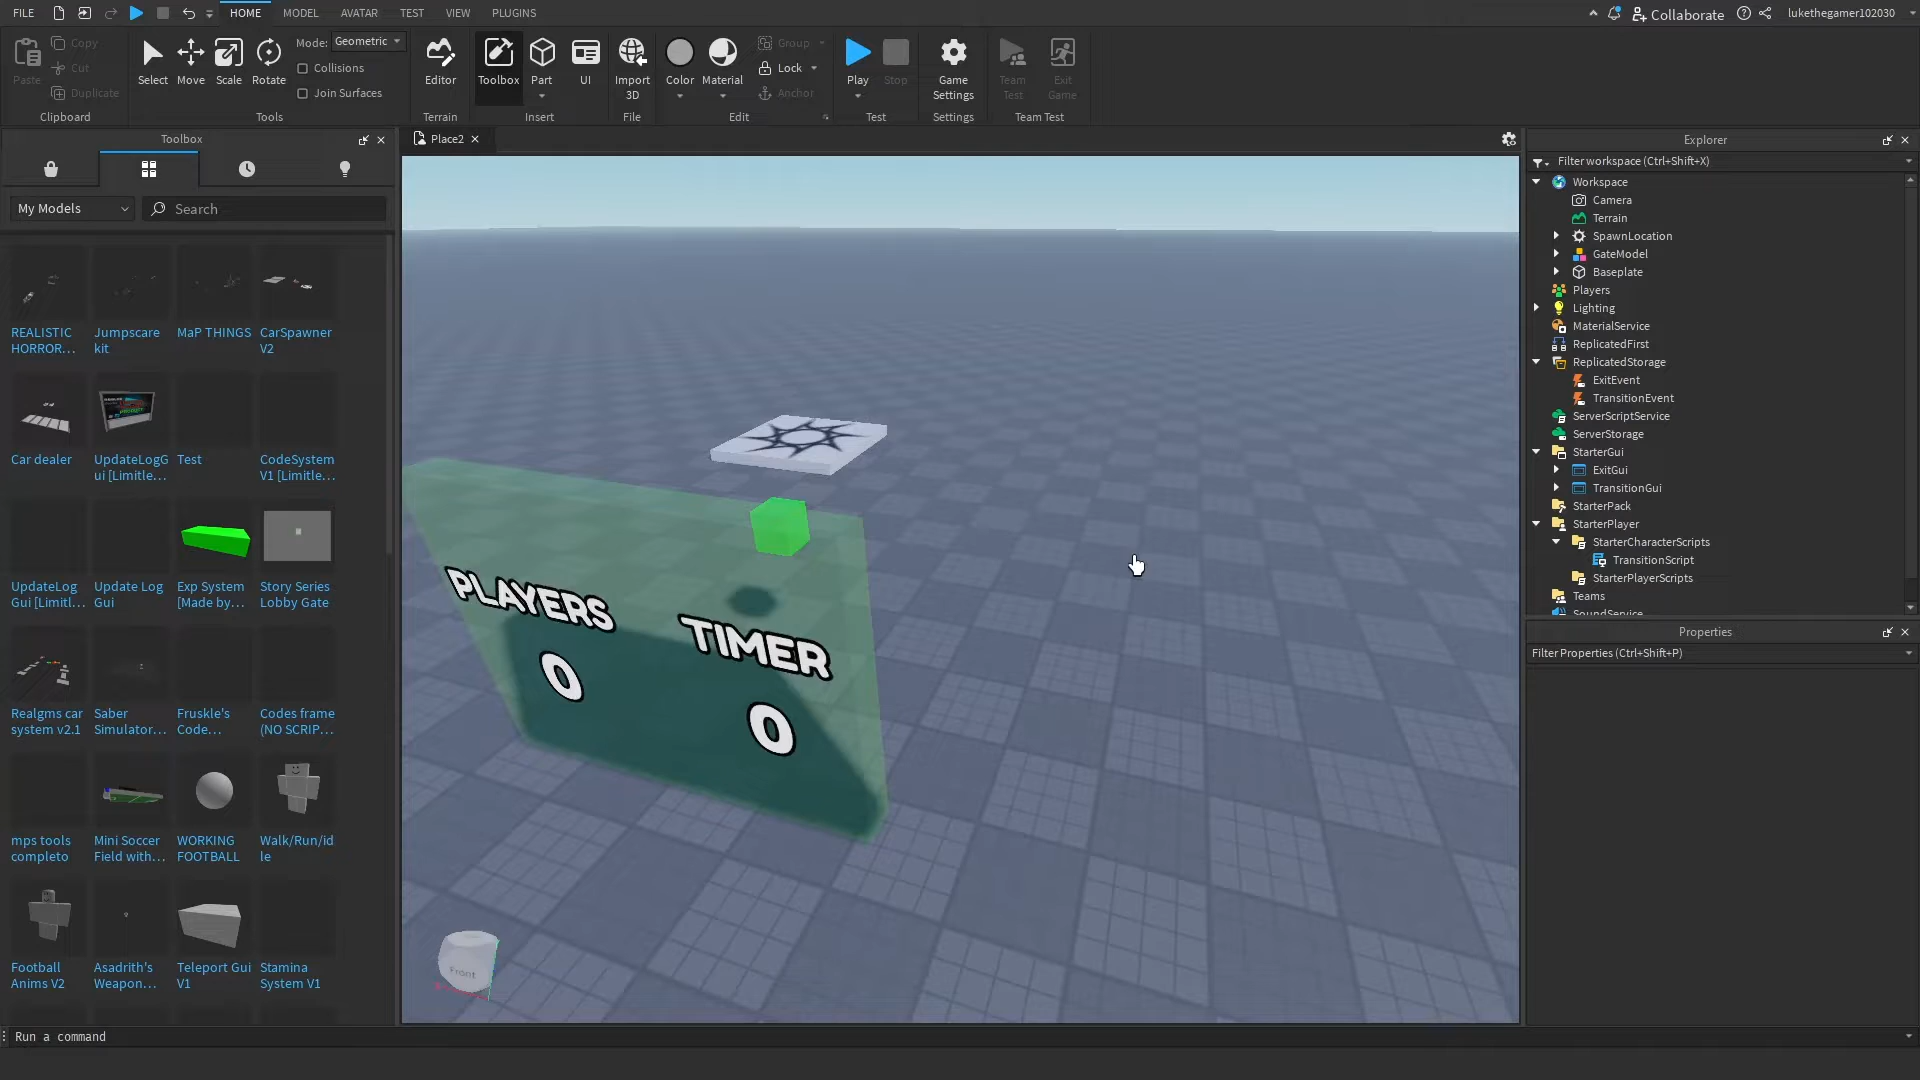 FILE HOME MODEL AVATAR TEST VIEW PLUGINS Collaborate lukethegamer102030
Paste Copy Cut Duplicate
Clipboard
Select Move Scale Rotate
Mode: Geometric
Collisions
Join Surfaces
Tools
Editor
Terrain
Toolbox Part UI
Insert
Import 3D
File
Color Material Group Lock Anchor
Edit
Play Stop
Test
Game Settings
Settings
Team Test Exit Game
Team Test
Toolbox
My Models Search
REALISTIC HORROR... Jumpscare kit MaP THINGS CarSpawner V2
Car dealer UpdateLogG ui [Limitle... Test CodeSystem V1 [Limitle...
UpdateLog Gui [Limitl... Update Log Gui Exp System [Made by... Story Series Lobby Gate
Realgms car system v2.1 Saber Simulator... Fruskle's Code... Codes frame (NO SCRIP...
mps tools completo Mini Soccer Field with... WORKING FOOTBALL Walk/Run/id le
Football Anims V2 Asadrith's Weapon... Teleport Gui V1 Stamina System V1
Place2
PLAYERS
0
TIMER
0
Front
Explorer
Filter workspace (Ctrl+Shift+X)
Workspace
Camera
Terrain
SpawnLocation
GateModel
Baseplate
Players
Lighting
MaterialService
ReplicatedFirst
ReplicatedStorage
ExitEvent
TransitionEvent
ServerScriptService
ServerStorage
StarterGui
ExitGui
TransitionGui
StarterPack
StarterPlayer
StarterCharacterScripts
TransitionScript
StarterPlayerScripts
Teams
SoundService
Properties
Filter Properties (Ctrl+Shift+P)
Run a command